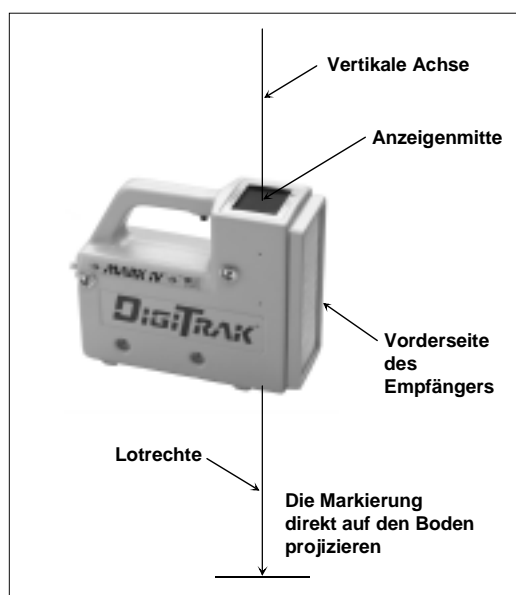 Vertikale Achse
Anzeigenmitte
MARK IV
DIGITRAK
Vorderseite
des
Empfängers
Lotrechte
Die Markierung
direkt auf den Boden
projizieren